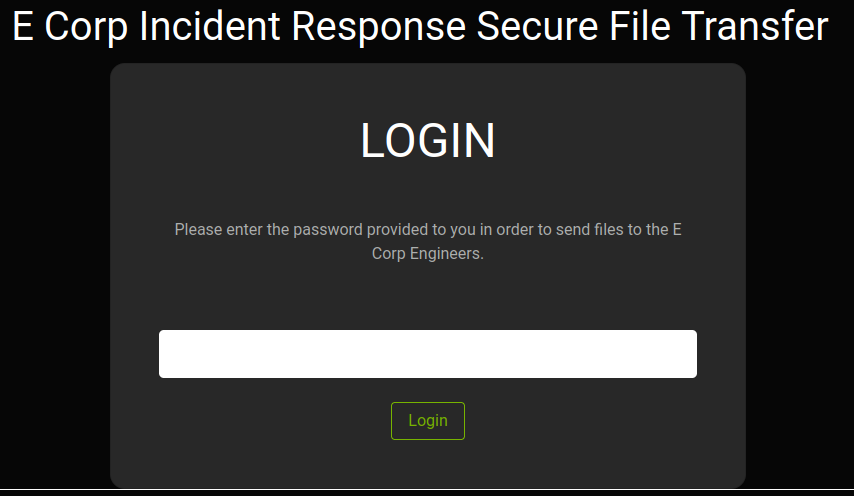 E Corp Incident Response Secure File Transfer
LOGIN
Please enter the password provided to you in order to send files to the E
Corp Engineers.
Login